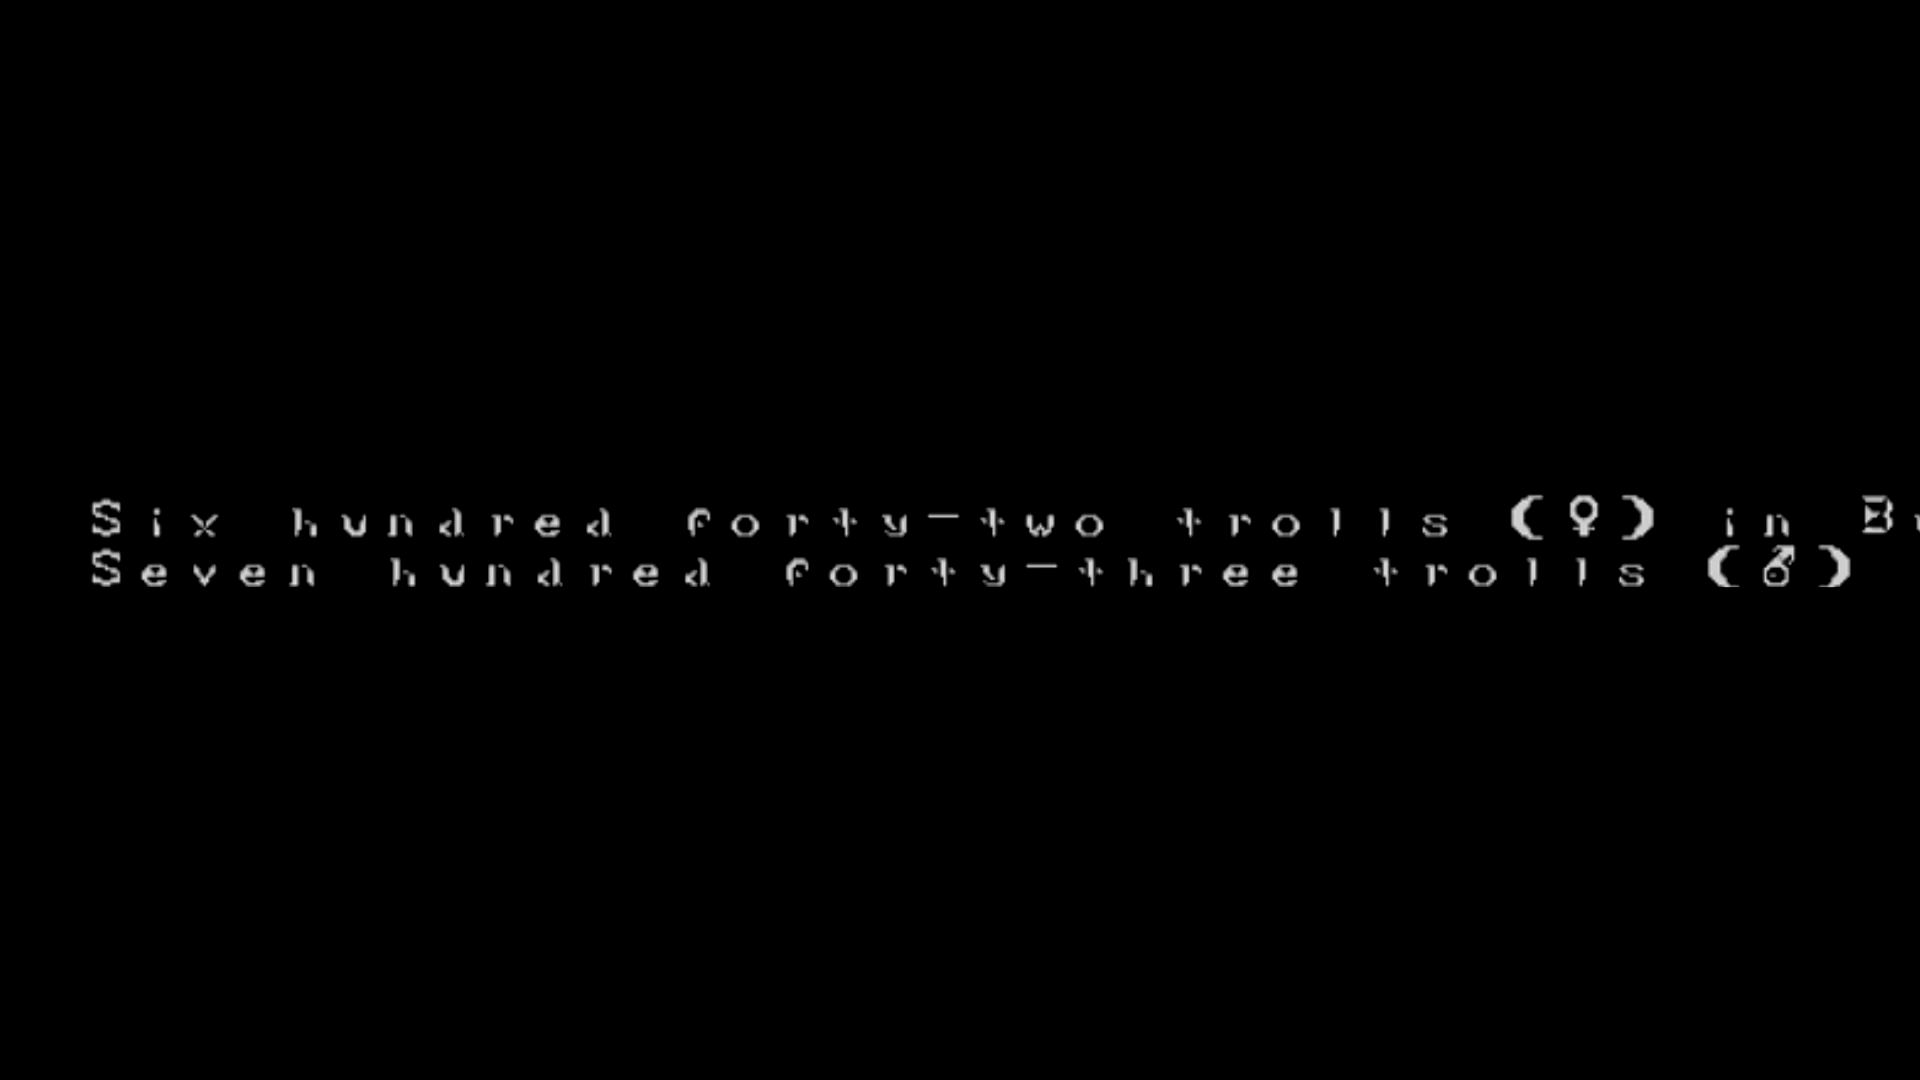 Six hundred forty-two trolls (♀) in
Seven hundred forty-three trolls (♂)